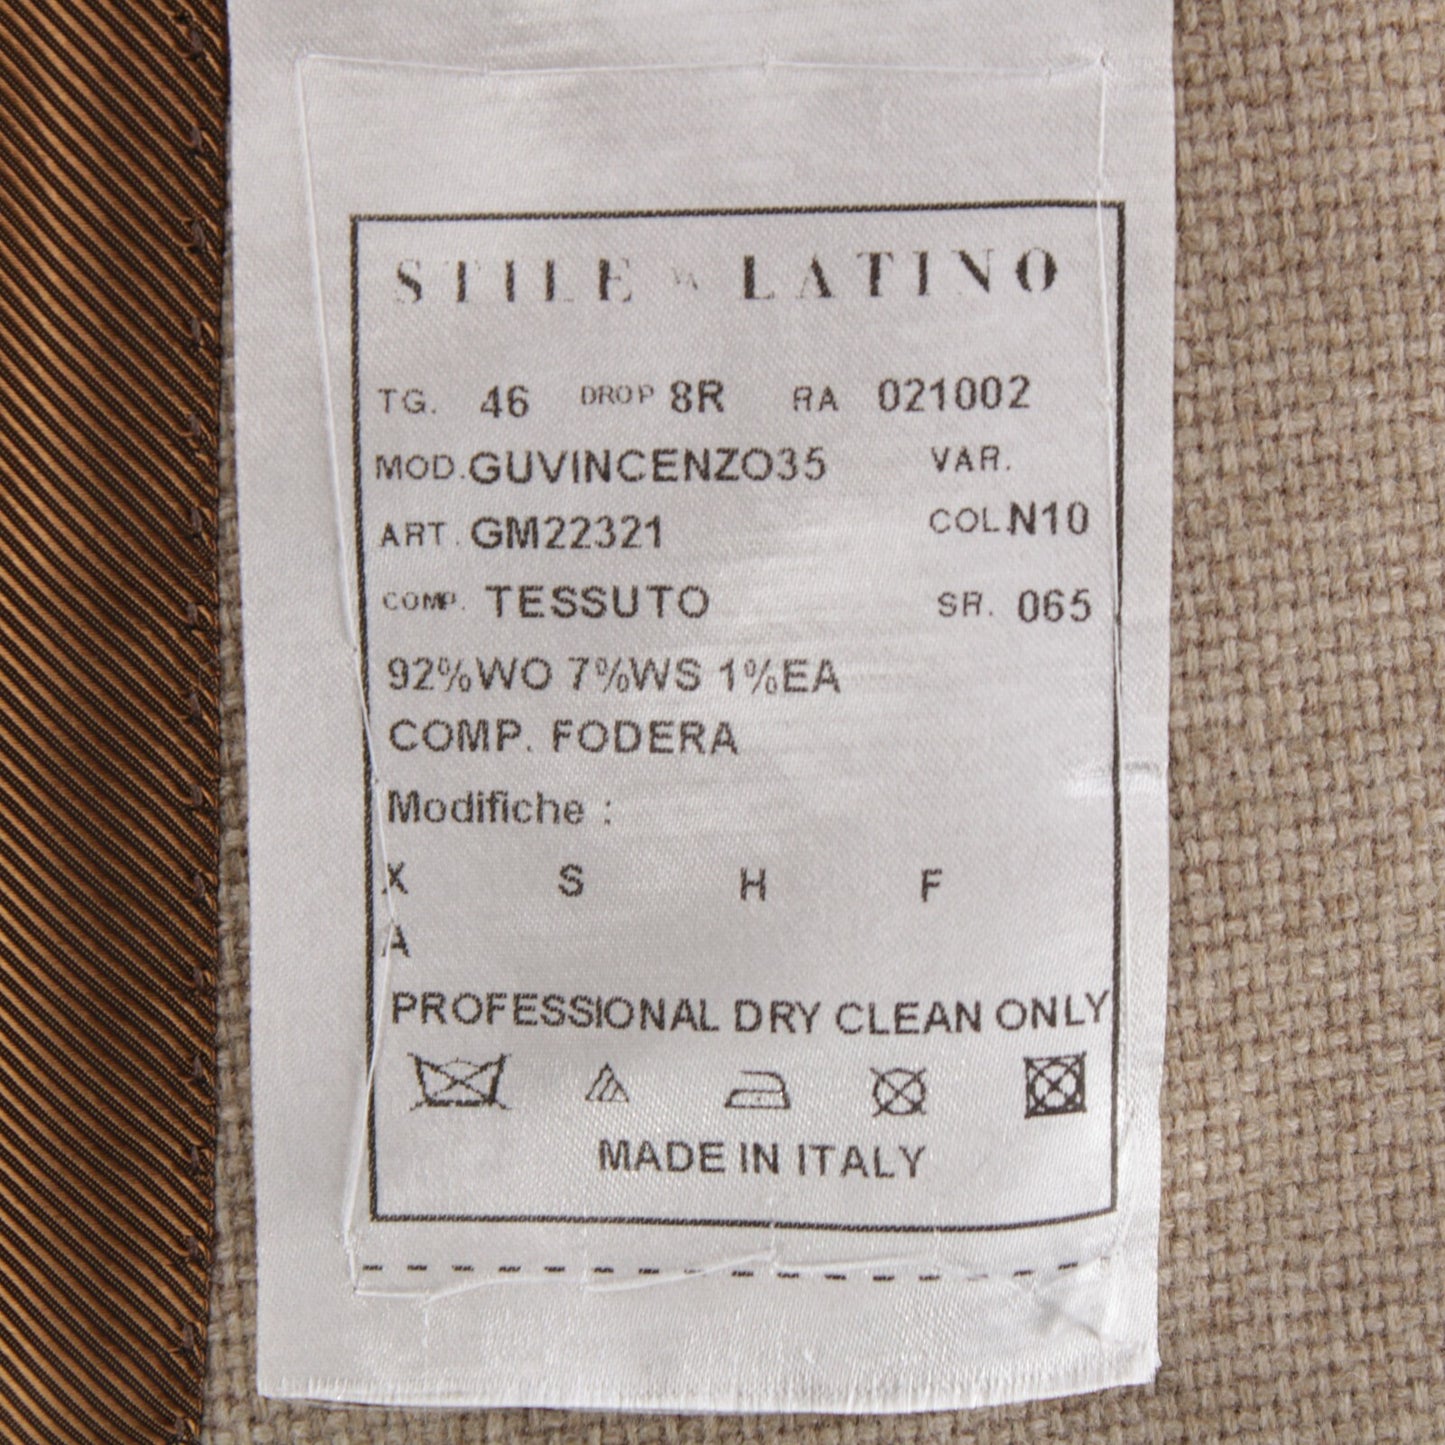 STILE LATINO
TG. 46 DROP 8R RA 021002
MOD. GUVINCENZO35 VAR.
ART. GM22321 COL. N10
COMP. TESSUTO SR. 065
92%WO 7%WS 1%EA
COMP. FODERA
Modifiche :
X S H F
A
PROFESSIONAL DRY CLEAN ONLY
MADE IN ITALY